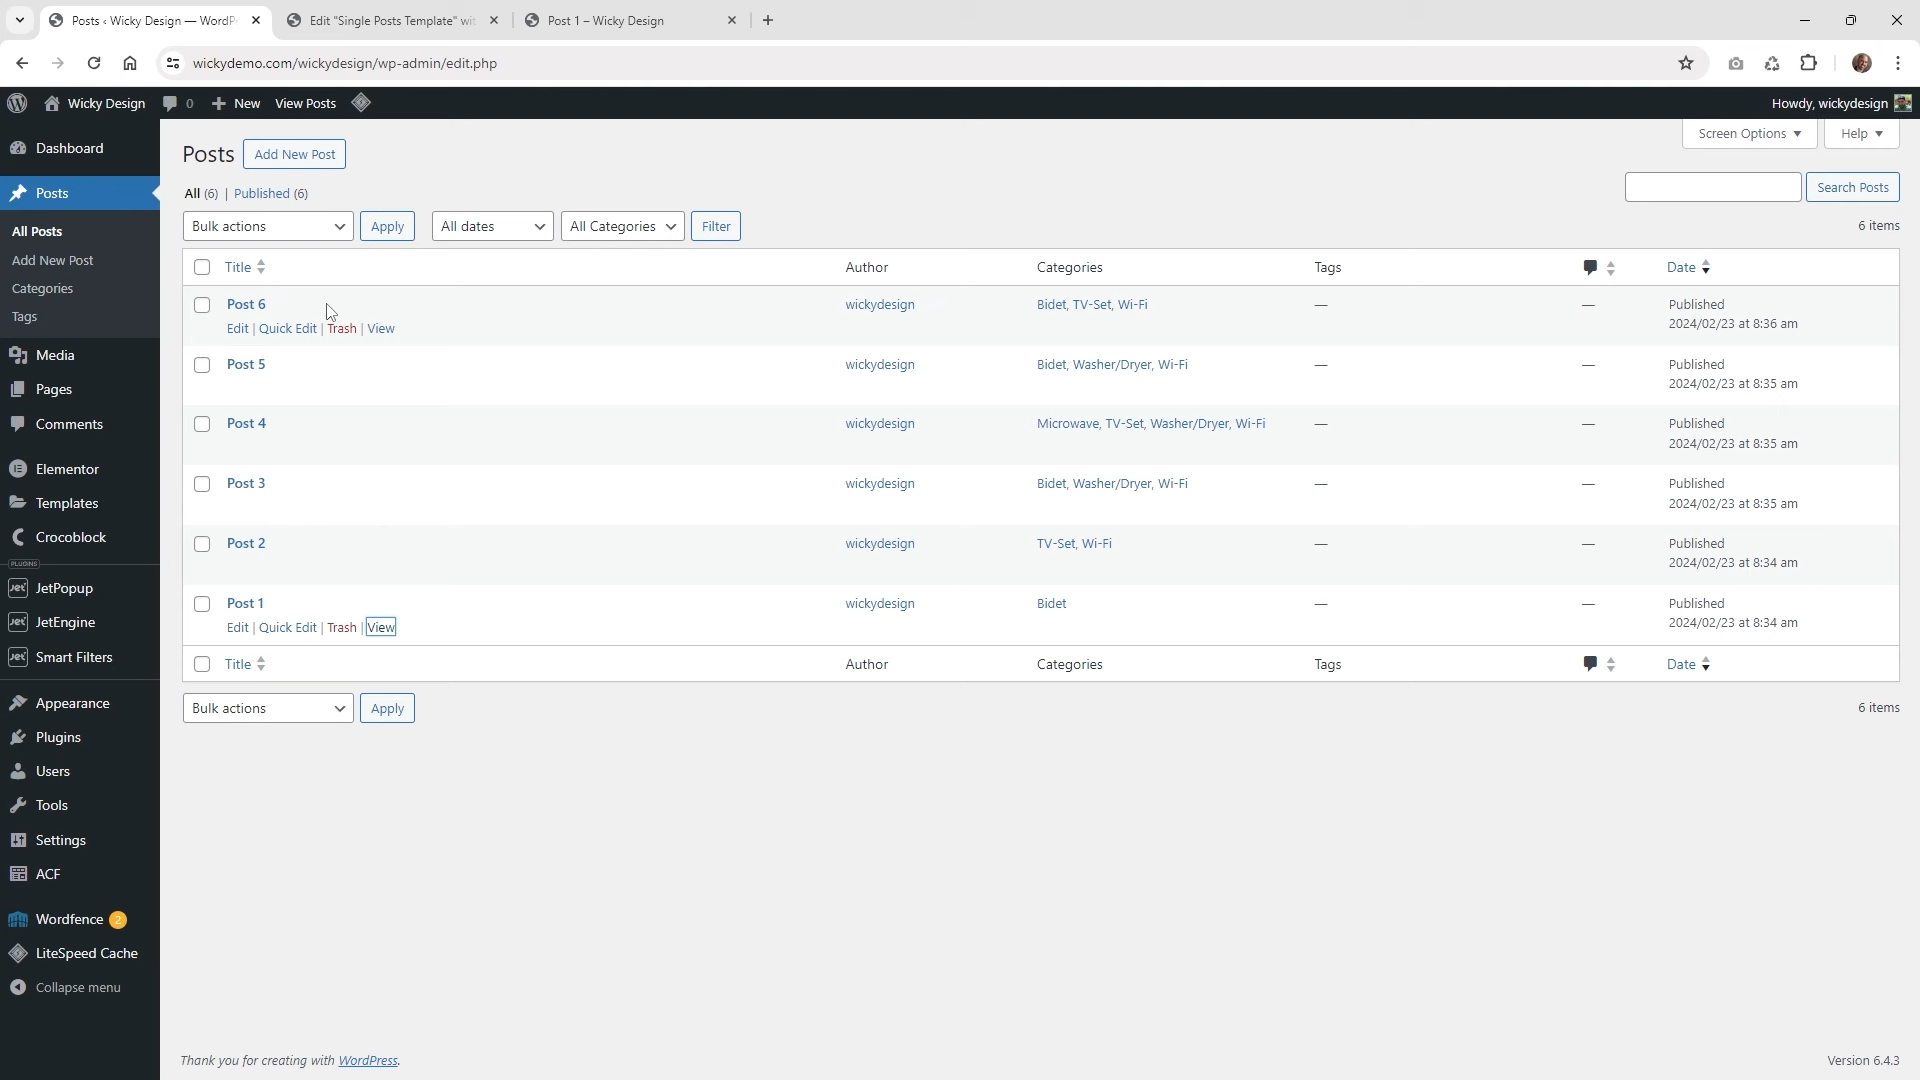 Posts ‹ Wicky Design — WordP
Edit "Single Posts Template" wit
Post 1 – Wicky Design
wickydemo.com/wickydesign/wp-admin/edit.php
Wicky Design
0
New
View Posts
Howdy, wickydesign
Dashboard
Posts
All Posts
Add New Post
Categories
Tags
Media
Pages
Comments
Elementor
Templates
Crocoblock
PLUGINS
Jet JetPopup
Jet JetEngine
Jet Smart Filters
Appearance
Plugins
Users
Tools
Settings
ACF
Wordfence 2
LiteSpeed Cache
Collapse menu
Screen Options
Help
Posts
Add New Post
All (6) | Published (6)
Search Posts
Bulk actions
Apply
All dates
All Categories
Filter
6 items
Title Author Categories Tags Date
Post 6 wickydesign Bidet, TV-Set, Wi-Fi — — Published
Edit | Quick Edit | Trash | View 2024/02/23 at 8:36 am
Post 5 wickydesign Bidet, Washer/Dryer, Wi-Fi — — Published
2024/02/23 at 8:35 am
Post 4 wickydesign Microwave, TV-Set, Washer/Dryer, Wi-Fi — — Published
2024/02/23 at 8:35 am
Post 3 wickydesign Bidet, Washer/Dryer, Wi-Fi — — Published
2024/02/23 at 8:35 am
Post 2 wickydesign TV-Set, Wi-Fi — — Published
2024/02/23 at 8:34 am
Post 1 wickydesign Bidet — — Published
Edit | Quick Edit | Trash | View 2024/02/23 at 8:34 am
Title Author Categories Tags Date
Bulk actions
Apply
6 items
Thank you for creating with WordPress.
Version 6.4.3